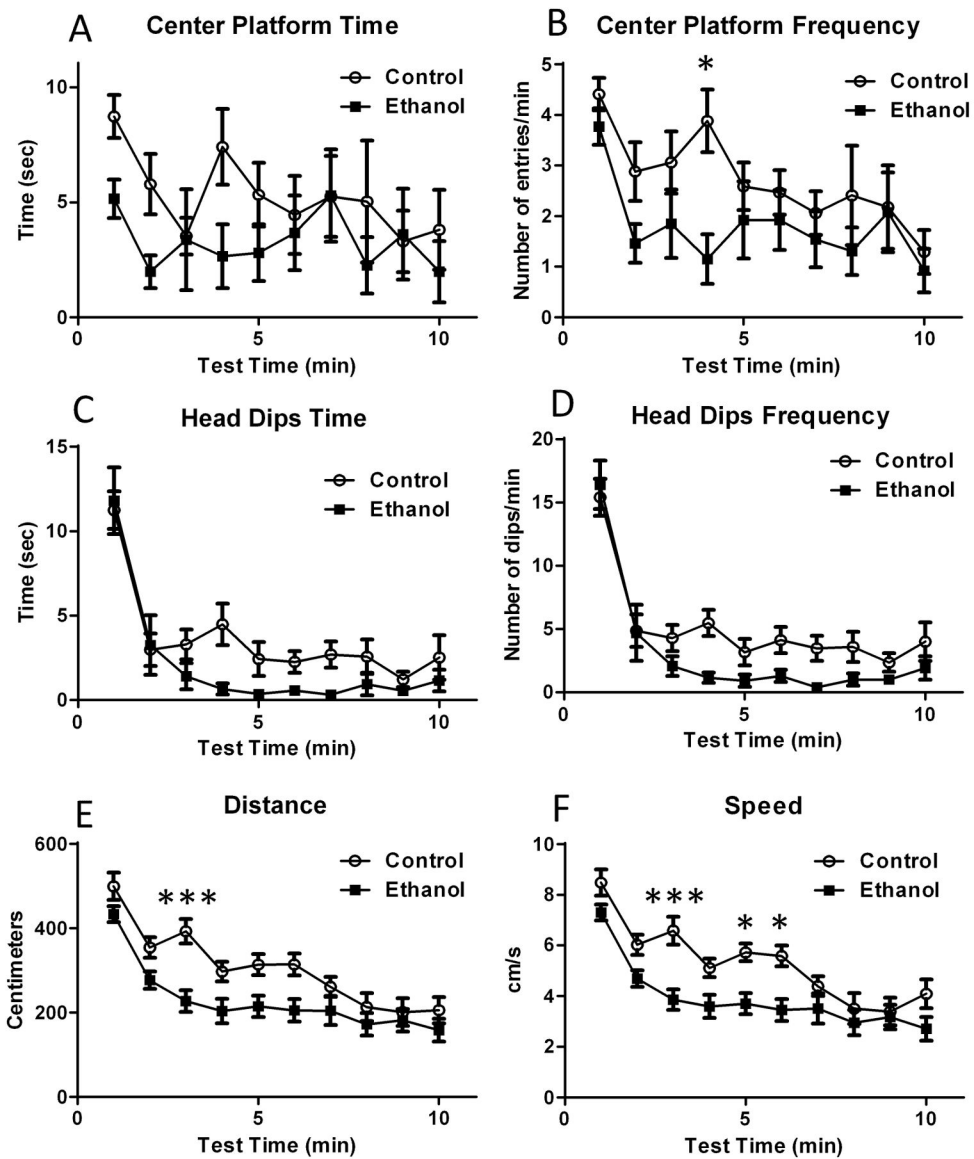 A
Center Platform Time
Control
Ethanol
10
5
0
Time (sec)
0
5
10
Test Time (min)
B
Center Platform Frequency
*
Control
Ethanol
5
4
3
2
1
0
Number of entries/min
0
5
10
Test Time (min)
C
Head Dips Time
Control
Ethanol
15
10
5
0
Time (sec)
0
5
10
Test Time (min)
D
Head Dips Frequency
Control
Ethanol
20
15
10
5
0
Number of dips/min
0
5
10
Test Time (min)
E
Distance
Control
Ethanol
***
600
400
200
0
Centimeters
0
5
10
Test Time (min)
F
Speed
Control
Ethanol
***
* *
10
8
6
4
2
0
cm/s
0
5
10
Test Time (min)